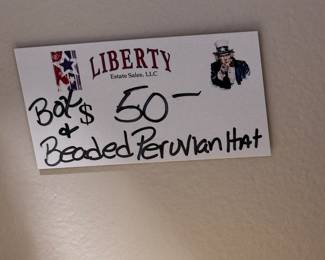 LIBERTY
Estate Sales, LLC
Box $ 50—
&
Beaded Peruvian Hat